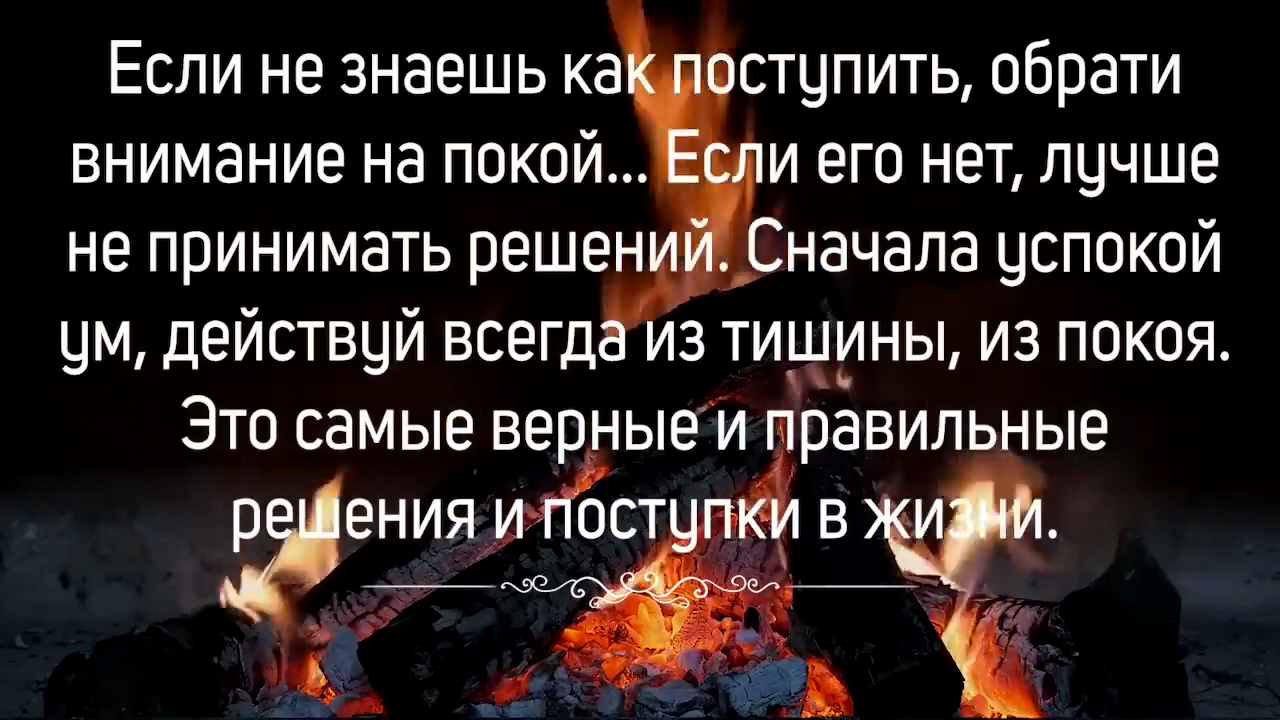 Если не знаешь как поступить, обрати
внимание на покой... Если его нет, лучше
не принимать решений. Сначала успокой
ум, действуй всегда из тишины, из покоя.
Это самые верные и правильные
решения и поступки в жизни.